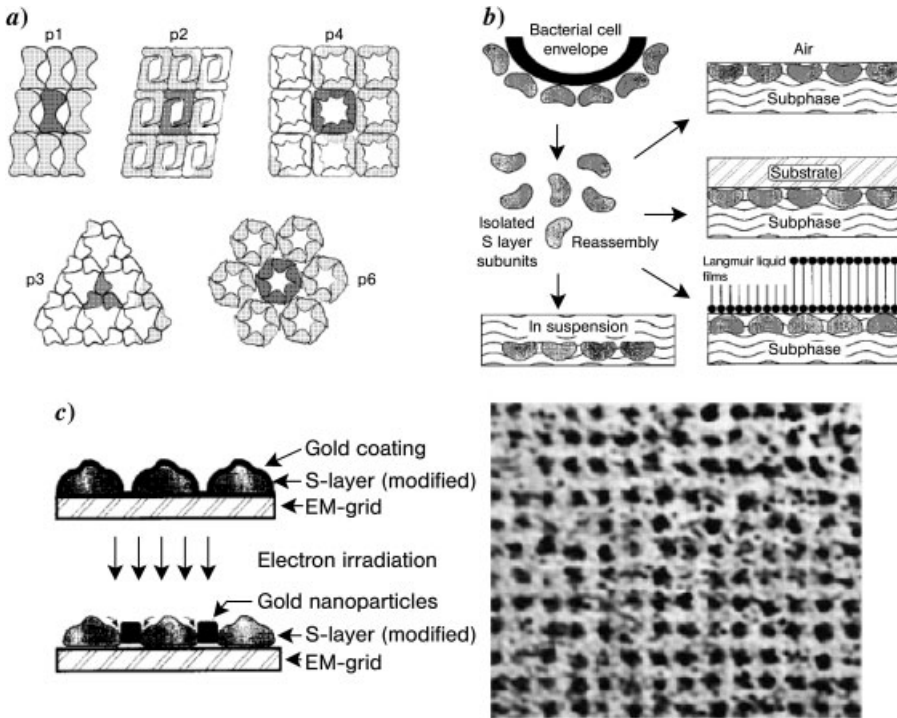 a)
p1
p2
p4
p3
p6
b)
Bacterial cell
envelope
Air
Subphase
Substrate
Subphase
Isolated
S layer
subunits
Reassembly
Langmuir liquid
films
Subphase
In suspension
c)
Gold coating
S-layer (modified)
EM-grid
Electron irradiation
Gold nanoparticles
S-layer (modified)
EM-grid